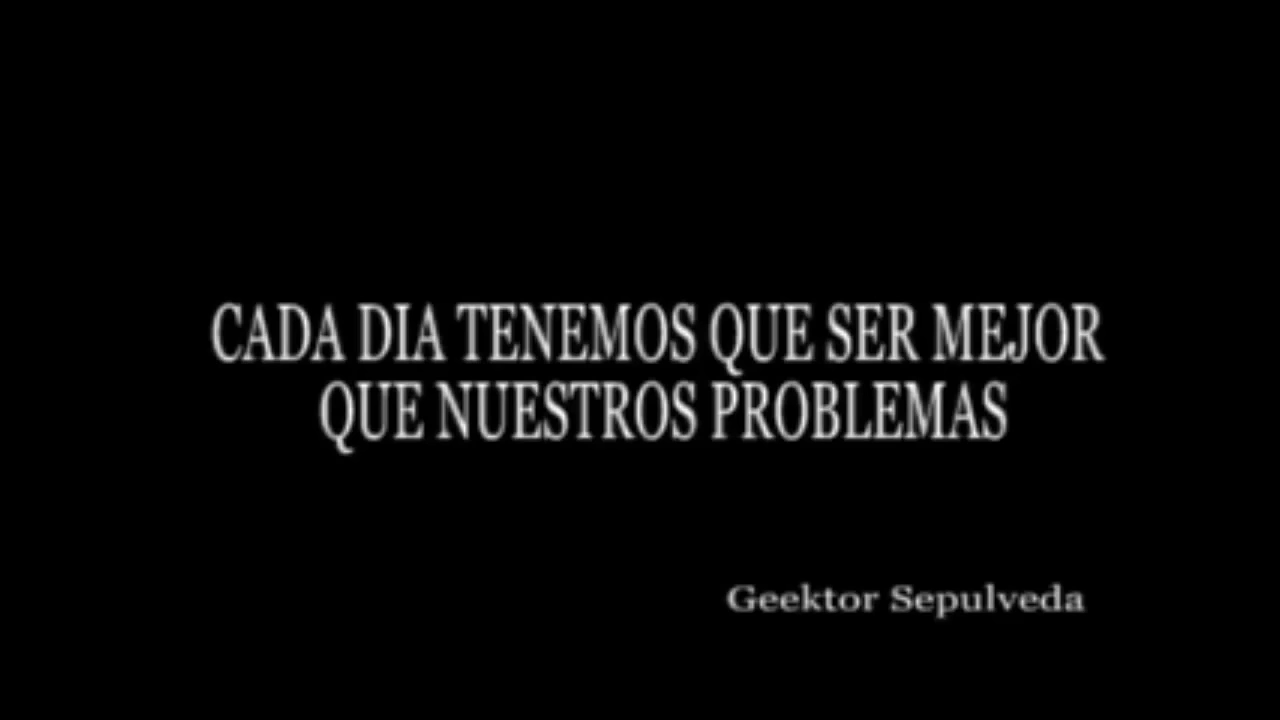 CADA DIA TENEMOS QUE SER MEJOR
QUE NUESTROS PROBLEMAS
Geektor Sepulveda